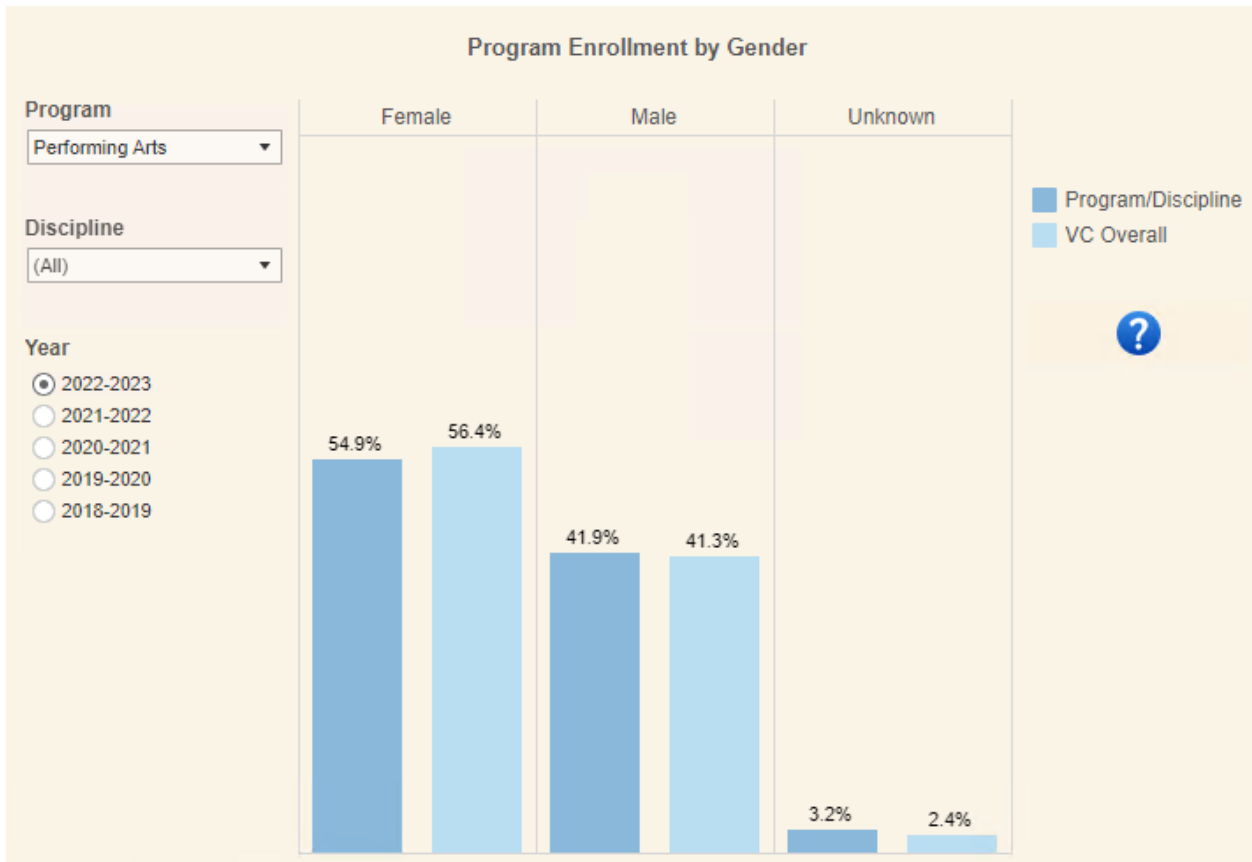 Program Enrollment by Gender
Program
Performing Arts
Discipline
(All)
Year
2022-2023
2021-2022
2020-2021
2019-2020
2018-2019
Female Male Unknown
54.9% 56.4%
41.9% 41.3%
3.2% 2.4%
Program/Discipline
VC Overall
?